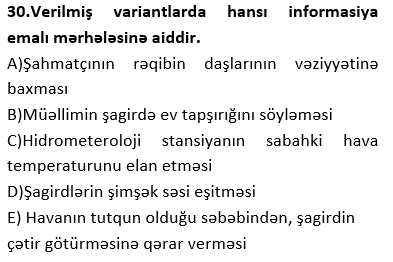 30.Verilmiş variantlarda hansı informasiya
emalı mərhələsinə aiddir.
A)Şahmatçının rəqibin daşlarının vəziyyətinə
baxması
B)Müəllimin şagirdə ev tapşırığını söyləməsi
C)Hidrometeroloji stansiyanın sabahki hava
temperaturunu elan etməsi
D)Şagirdlərin şimşək səsi eşitməsi
E) Havanın tutqun olduğu səbəbindən, şagirdin
çətir götürməsinə qərar verməsi